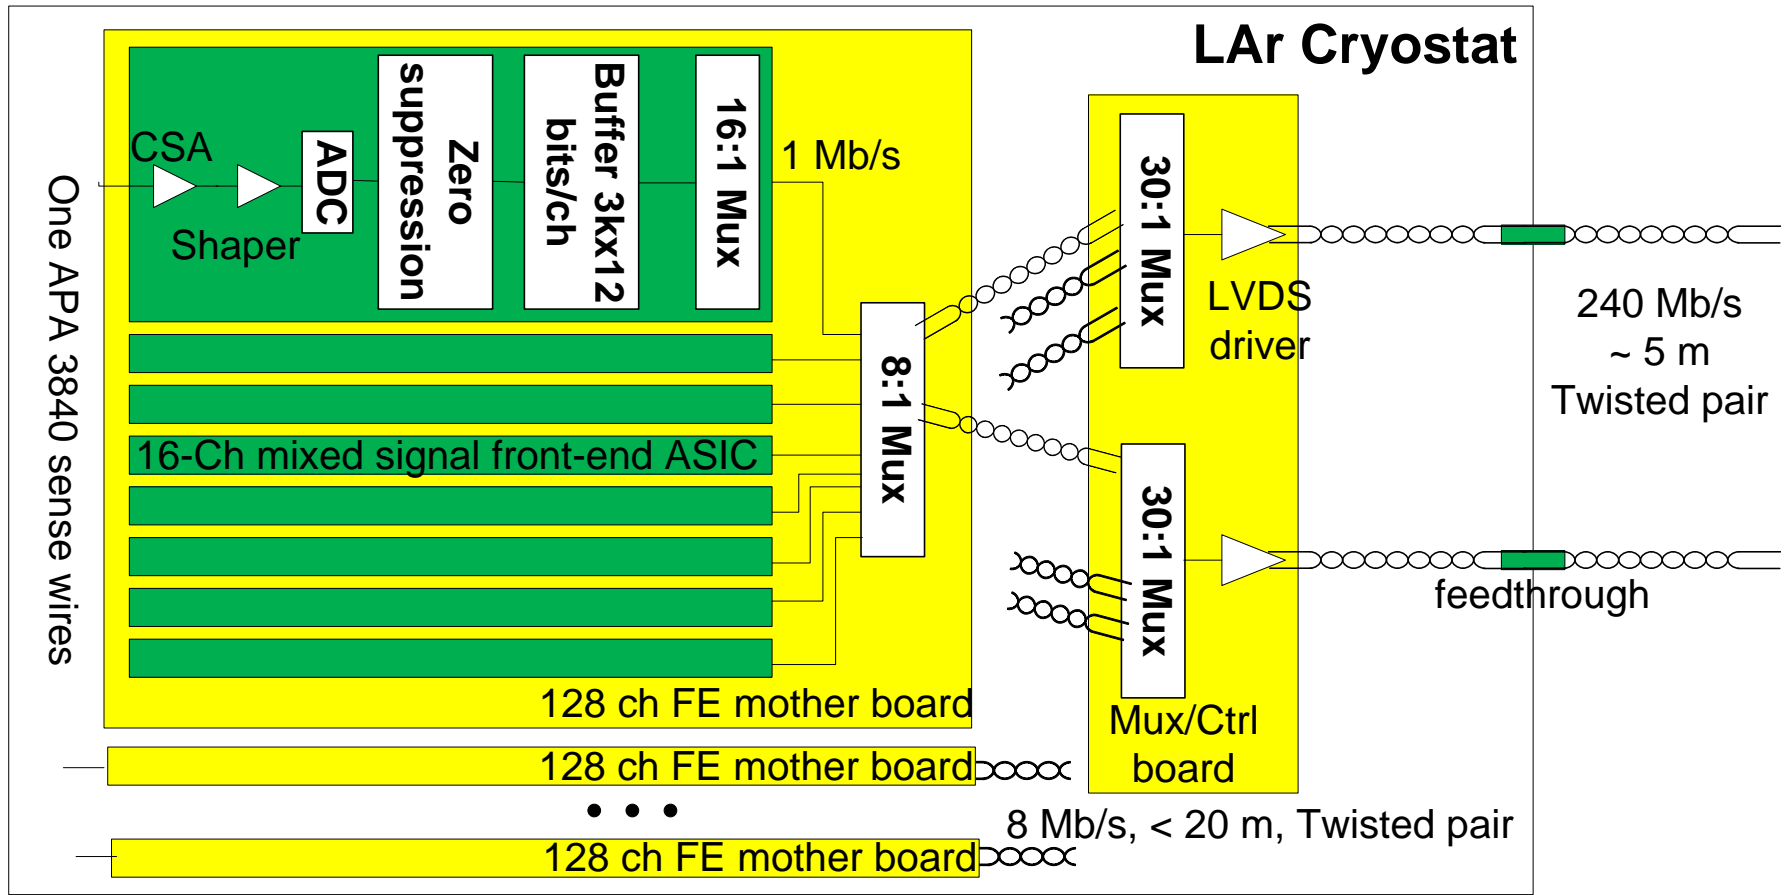 LAr Cryostat
One APA 3840 sense wires
CSA
Shaper
ADC
Zero
suppression
Buffer 3kx12
bits/ch
16:1 Mux
1 Mb/s
16-Ch mixed signal front-end ASIC
8:1 Mux
128 ch FE mother board
128 ch FE mother board
128 ch FE mother board
30:1 Mux
LVDS
driver
30:1 Mux
Mux/Ctrl
board
8 Mb/s, < 20 m, Twisted pair
240 Mb/s
~ 5 m
Twisted pair
feedthrough